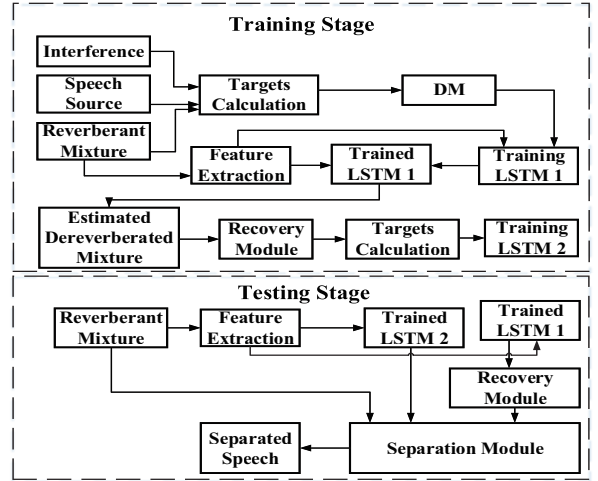 Training Stage
Interference
Speech
Source
Reverberant
Mixture
Targets
Calculation
DM
Feature
Extraction
Trained
LSTM 1
Training
LSTM 1
Estimated
Dereverberated
Mixture
Recovery
Module
Targets
Calculation
Training
LSTM 2
Testing Stage
Reverberant
Mixture
Feature
Extraction
Trained
LSTM 2
Trained
LSTM 1
Recovery
Module
Separated
Speech
Separation Module